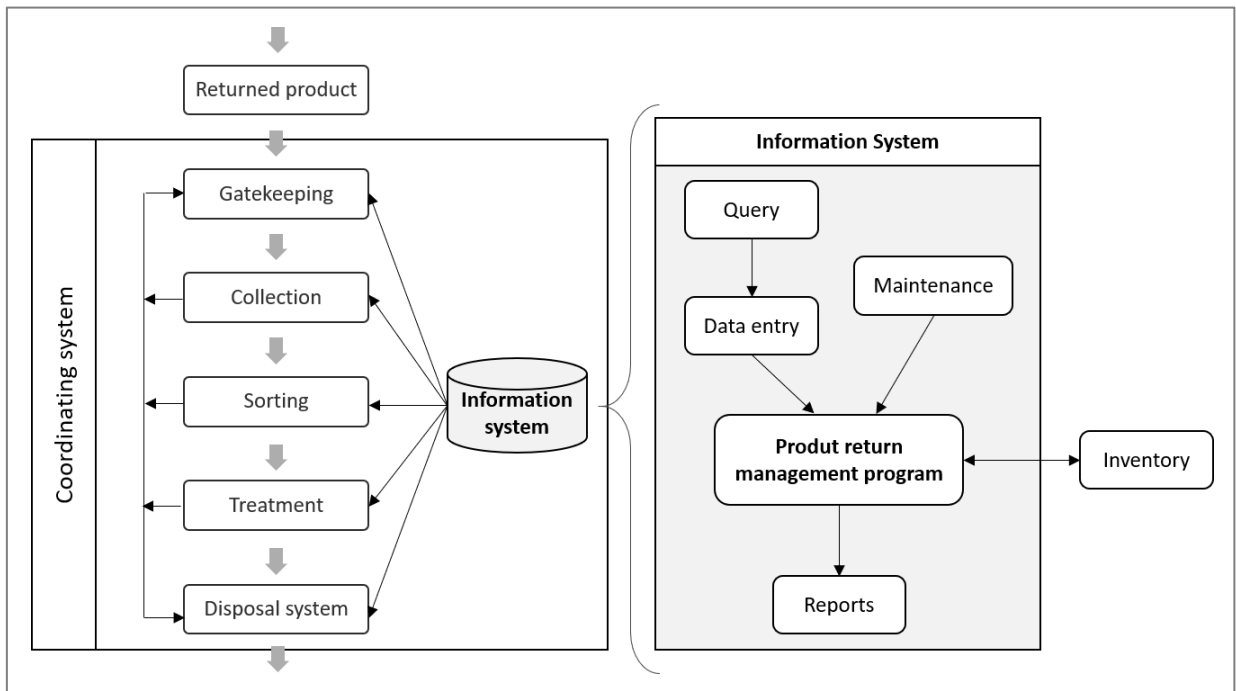 Returned product
Coordinating system
Gatekeeping
Collection
Sorting
Treatment
Disposal system
Information
system
Information System
Query
Maintenance
Data entry
Produt return
management program
Inventory
Reports